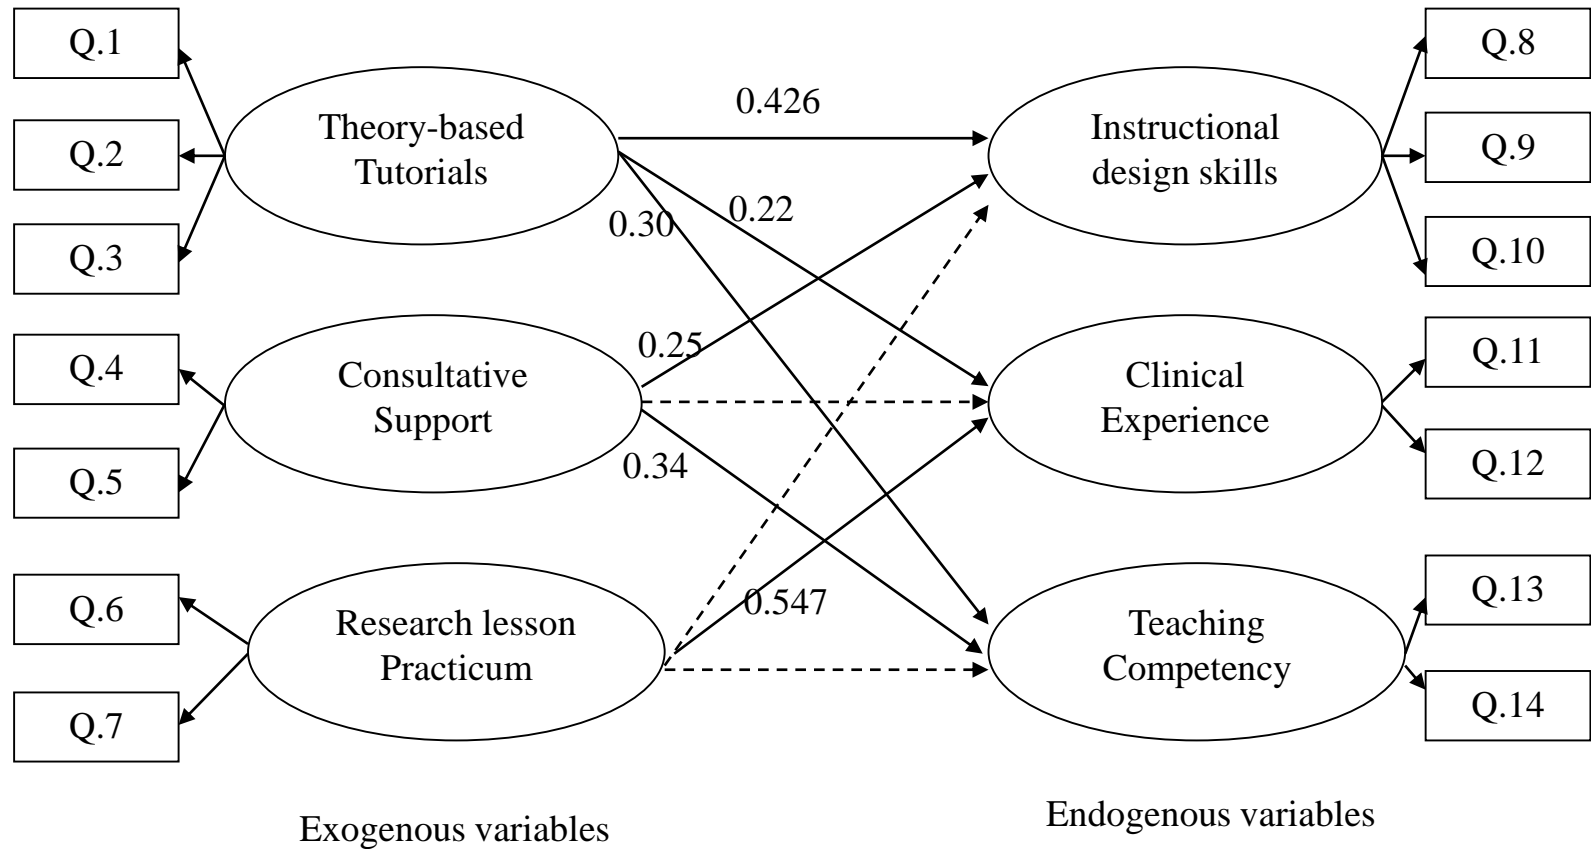 Q.1
Q.2
Q.3
Q.4
Q.5
Q.6
Q.7
Theory-based
Tutorials
Consultative
Support
Research lesson
Practicum
0.426
0.22
0.30
0.25
0.34
0.547
Instructional
design skills
Clinical
Experience
Teaching
Competency
Q.8
Q.9
Q.10
Q.11
Q.12
Q.13
Q.14
Exogenous variables
Endogenous variables